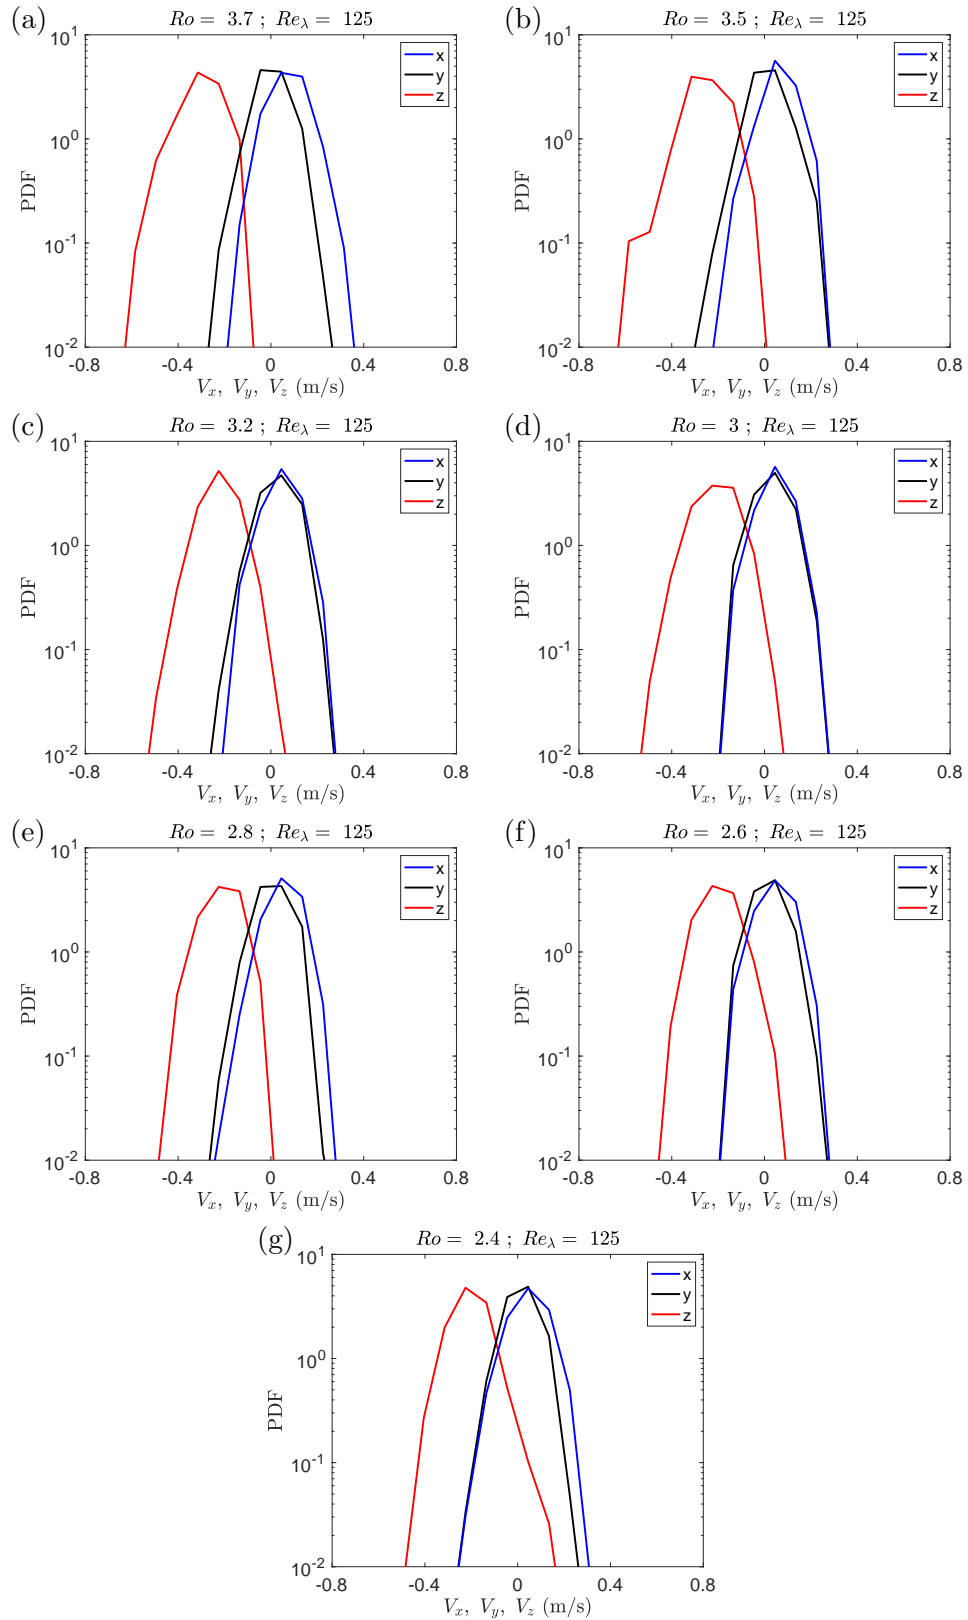 (a) Ro = 3.7 ; Reλ = 125
10^1
10^0
10^-1
10^-2
PDF
x
y
z
-0.8 -0.4 0 0.4 0.8
Vx, Vy, Vz (m/s)
(b) Ro = 3.5 ; Reλ = 125
10^1
10^0
10^-1
10^-2
PDF
x
y
z
-0.8 -0.4 0 0.4 0.8
Vx, Vy, Vz (m/s)
(c) Ro = 3.2 ; Reλ = 125
10^1
10^0
10^-1
10^-2
PDF
x
y
z
-0.8 -0.4 0 0.4 0.8
Vx, Vy, Vz (m/s)
(d) Ro = 3 ; Reλ = 125
10^1
10^0
10^-1
10^-2
PDF
x
y
z
-0.8 -0.4 0 0.4 0.8
Vx, Vy, Vz (m/s)
(e) Ro = 2.8 ; Reλ = 125
10^1
10^0
10^-1
10^-2
PDF
x
y
z
-0.8 -0.4 0 0.4 0.8
Vx, Vy, Vz (m/s)
(f) Ro = 2.6 ; Reλ = 125
10^1
10^0
10^-1
10^-2
PDF
x
y
z
-0.8 -0.4 0 0.4 0.8
Vx, Vy, Vz (m/s)
(g) Ro = 2.4 ; Reλ = 125
10^1
10^0
10^-1
10^-2
PDF
x
y
z
-0.8 -0.4 0 0.4 0.8
Vx, Vy, Vz (m/s)